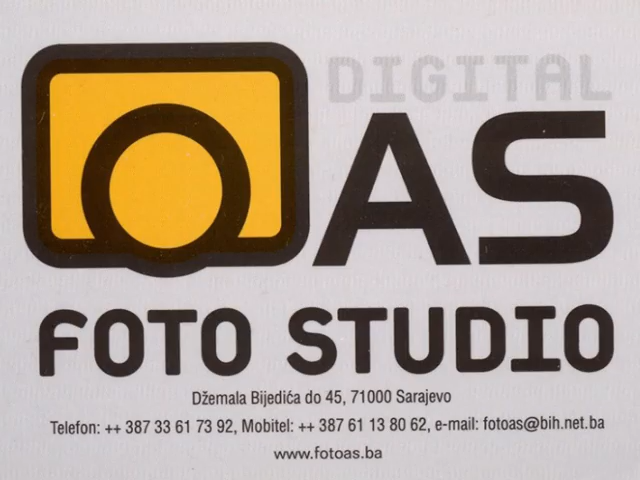 DIGITAL
AS
FOTO STUDIO
Džemala Bijedića do 45, 71000 Sarajevo
Telefon: ++ 387 33 61 73 92, Mobitel: ++ 387 61 13 80 62, e-mail: fotoas@bih.net.ba
www.fotoas.ba